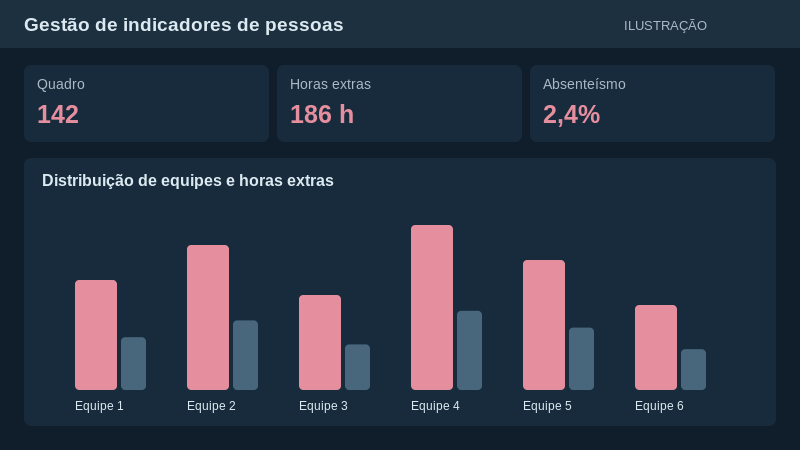 Gestão de indicadores de pessoas
ILUSTRAÇÃO
Quadro
142
Horas extras
186 h
Absenteísmo
2,4%
Distribuição de equipes e horas extras
Equipe 1
Equipe 2
Equipe 3
Equipe 4
Equipe 5
Equipe 6